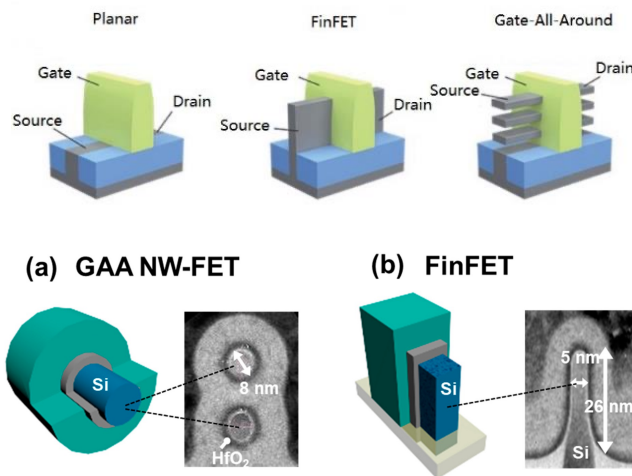 Planar
FinFET
Gate-All-Around
Gate
Source
Drain
Gate
Source
Drain
Gate
Source
Drain
(a) GAA NW-FET
(b) FinFET
Si
8 nm
HfO₂
Si
5 nm
26 nm
Si